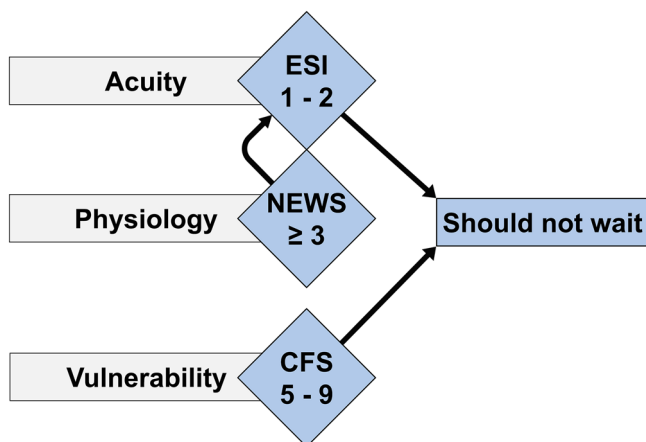 Acuity
ESI
1 - 2
Physiology
NEWS
≥ 3
Should not wait
Vulnerability
CFS
5 - 9